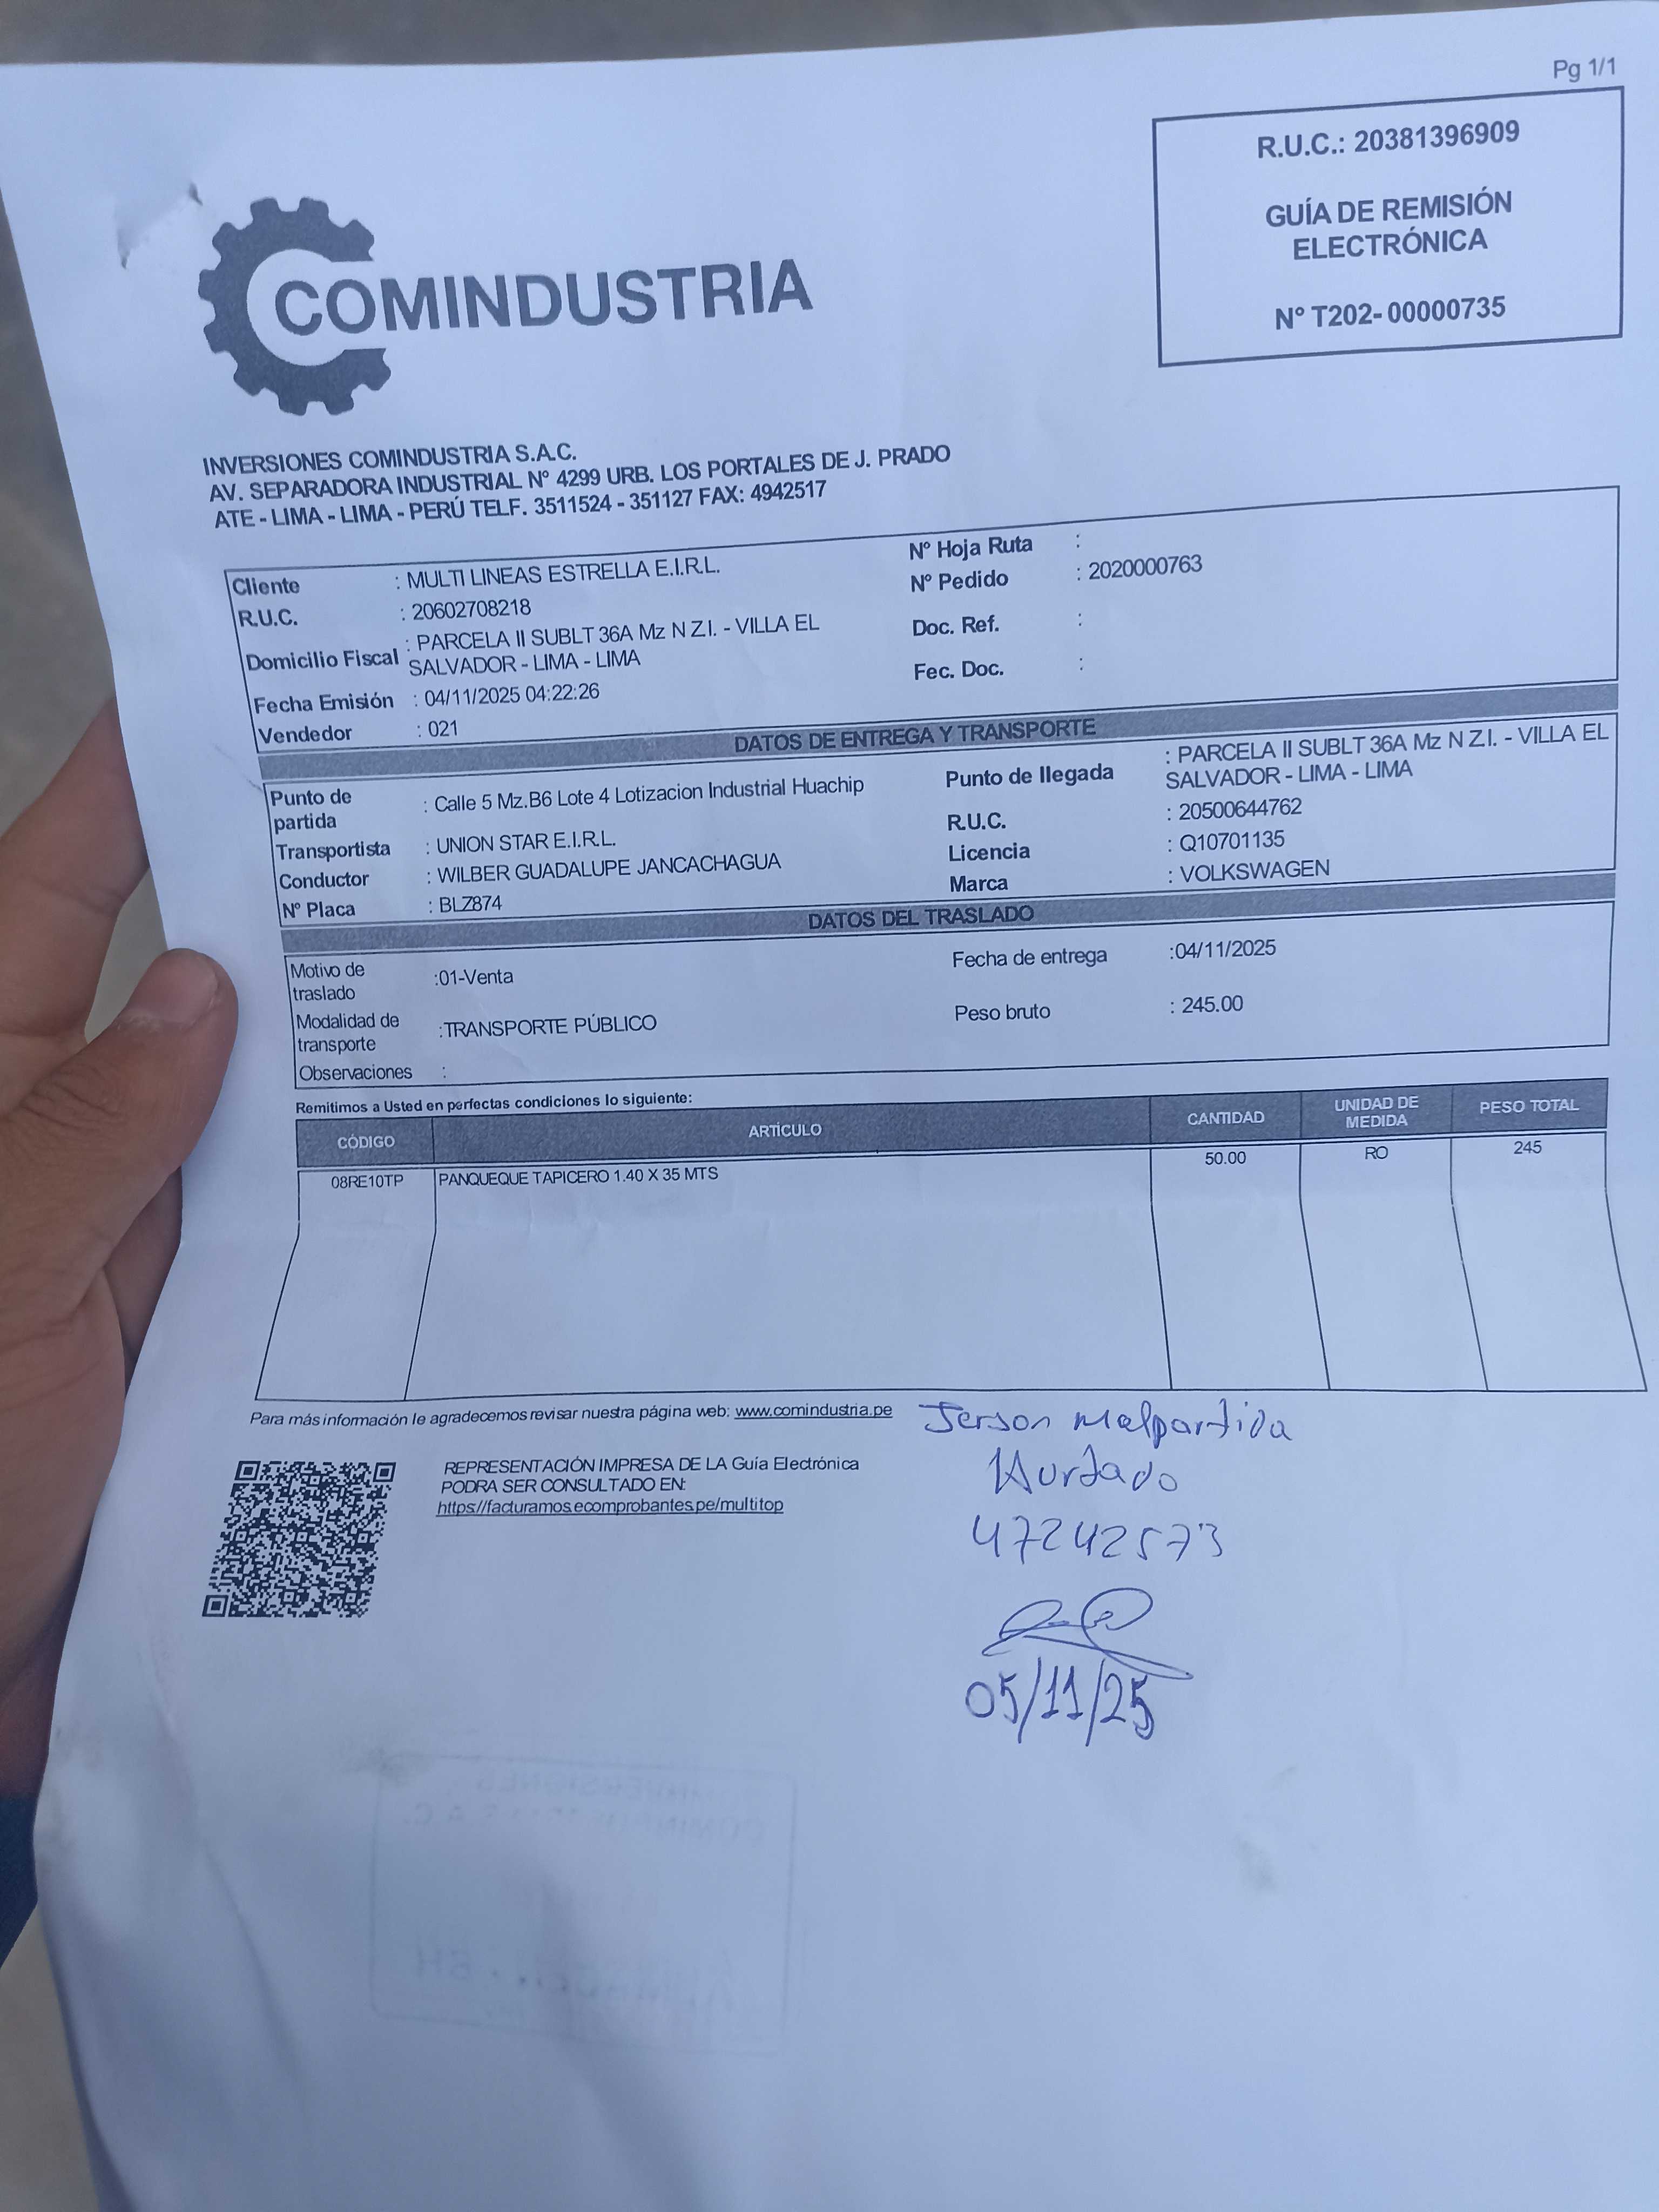 Pg 1/1
R.U.C.: 20381396909
GUÍA DE REMISIÓN
ELECTRÓNICA
Nº T202- 00000735
COMINDUSTRIA
INVERSIONES COMINDUSTRIA S.A.C.
AV. SEPARADORA INDUSTRIAL Nº 4299 URB. LOS PORTALES DE J. PRADO
ATE - LIMA - LIMA - PERÚ TELF. 3511524 - 351127 FAX: 4942517
Cliente : MULTI LINEAS ESTRELLA E.I.R.L. Nº Hoja Ruta :
R.U.C. : 20602708218 Nº Pedido : 2020000763
Domicilio Fiscal : PARCELA II SUBLT 36A Mz N Z.I. - VILLA EL Doc. Ref. :
SALVADOR - LIMA - LIMA
Fecha Emisión : 04/11/2025 04:22:26 Fec. Doc. :
Vendedor : 021
DATOS DE ENTREGA Y TRANSPORTE
Punto de : Calle 5 Mz.B6 Lote 4 Lotizacion Industrial Huachip Punto de llegada : PARCELA II SUBLT 36A Mz N Z.I. - VILLA EL
partida SALVADOR - LIMA - LIMA
Transportista : UNION STAR E.I.R.L. R.U.C. : 20500644762
Conductor : WILBER GUADALUPE JANCACHAGUA Licencia : Q10701135
Nº Placa : BLZ874 Marca : VOLKSWAGEN
DATOS DEL TRASLADO
Motivo de :01-Venta Fecha de entrega :04/11/2025
traslado
Modalidad de :TRANSPORTE PÚBLICO Peso bruto : 245.00
transporte
Observaciones :
Remitimos a Usted en perfectas condiciones lo siguiente:
CÓDIGO ARTÍCULO CANTIDAD UNIDAD DE MEDIDA PESO TOTAL
08RE10TP PANQUEQUE TAPICERO 1.40 X 35 MTS 50.00 RO 245
Para más información le agradecemos revisar nuestra página web: www.comindustria.pe
REPRESENTACIÓN IMPRESA DE LA Guía Electrónica
PODRA SER CONSULTADO EN:
https://facturamos.ecomprobantes.pe/multitop
Jerson Malpartida
Hurtado
47242573
05/11/25